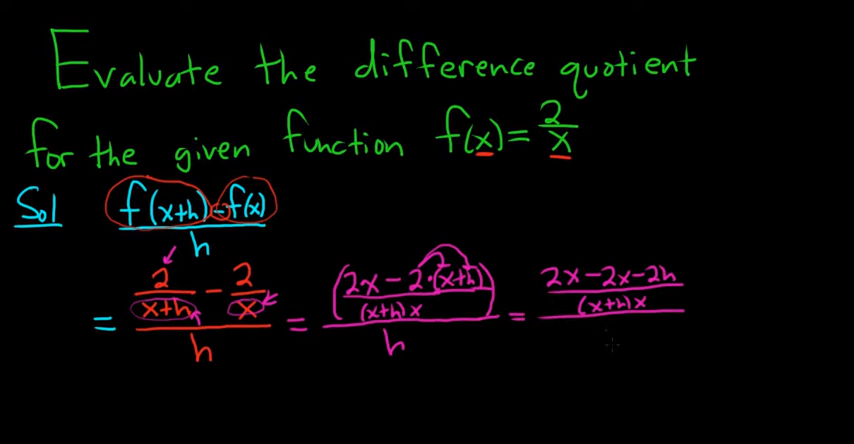 Evaluate the difference quotient
for the given function f(x) = 2/x
Sol (f(x+h) - f(x))/h
= (2/(x+h) - 2/x)/h = ((2x - 2·(x+h))/((x+h)x))/h = (2x - 2x - 2h)/((x+h)x)